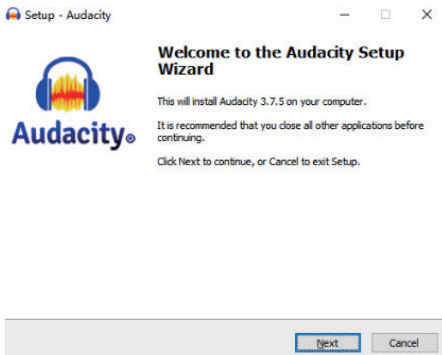 Setup - Audacity
Welcome to the Audacity Setup
Wizard
This will install Audacity 3.7.5 on your computer.
It is recommended that you close all other applications before
continuing.
Click Next to continue, or Cancel to exit Setup.
Audacity®
Next
Cancel